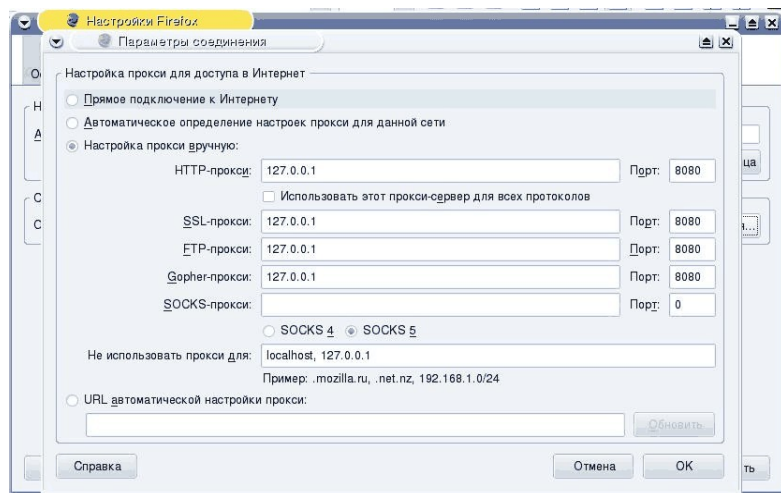 Настройки Firefox
Параметры соединения
Настройка прокси для доступа в Интернет
Прямое подключение к Интернету
Автоматическое определение настроек прокси для данной сети
Настройка прокси вручную:
HTTP-прокси: 127.0.0.1 Порт: 8080
Использовать этот прокси-сервер для всех протоколов
SSL-прокси: 127.0.0.1 Порт: 8080
FTP-прокси: 127.0.0.1 Порт: 8080
Gopher-прокси: 127.0.0.1 Порт: 8080
SOCKS-прокси: Порт: 0
SOCKS 4 SOCKS 5
Не использовать прокси для: localhost, 127.0.0.1
Пример: .mozilla.ru, .net.nz, 192.168.1.0/24
URL автоматической настройки прокси:
Обновить
Справка Отмена OK